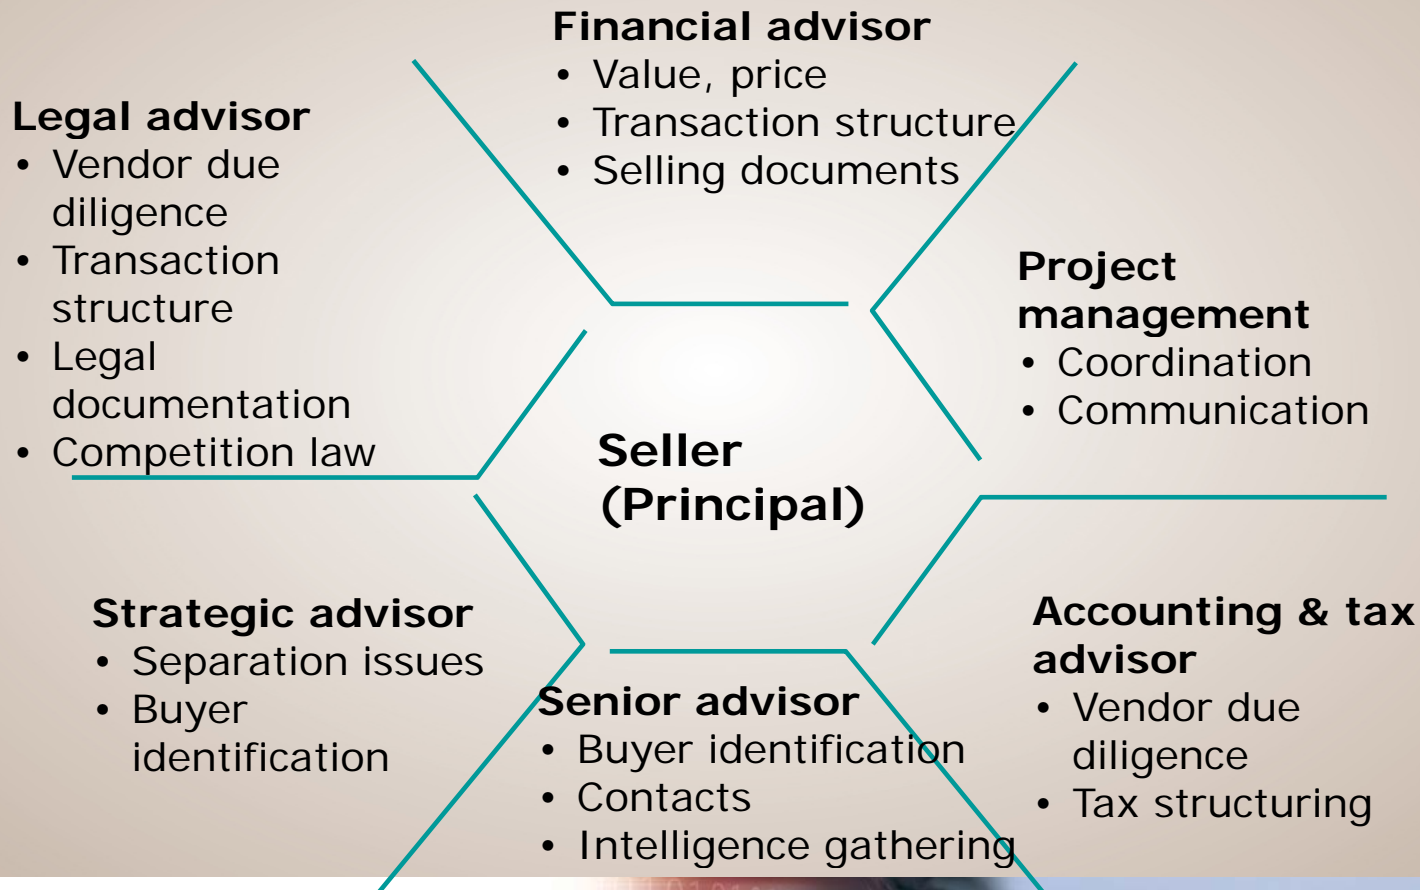 Financial advisor
• Value, price
• Transaction structure
• Selling documents
Legal advisor
• Vendor due
diligence
• Transaction
structure
• Legal
documentation
• Competition law
Project
management
• Coordination
• Communication
Seller
(Principal)
Strategic advisor
• Separation issues
• Buyer
identification
Senior advisor
• Buyer identification
• Contacts
• Intelligence gathering
Accounting & tax
advisor
• Vendor due
diligence
• Tax structuring